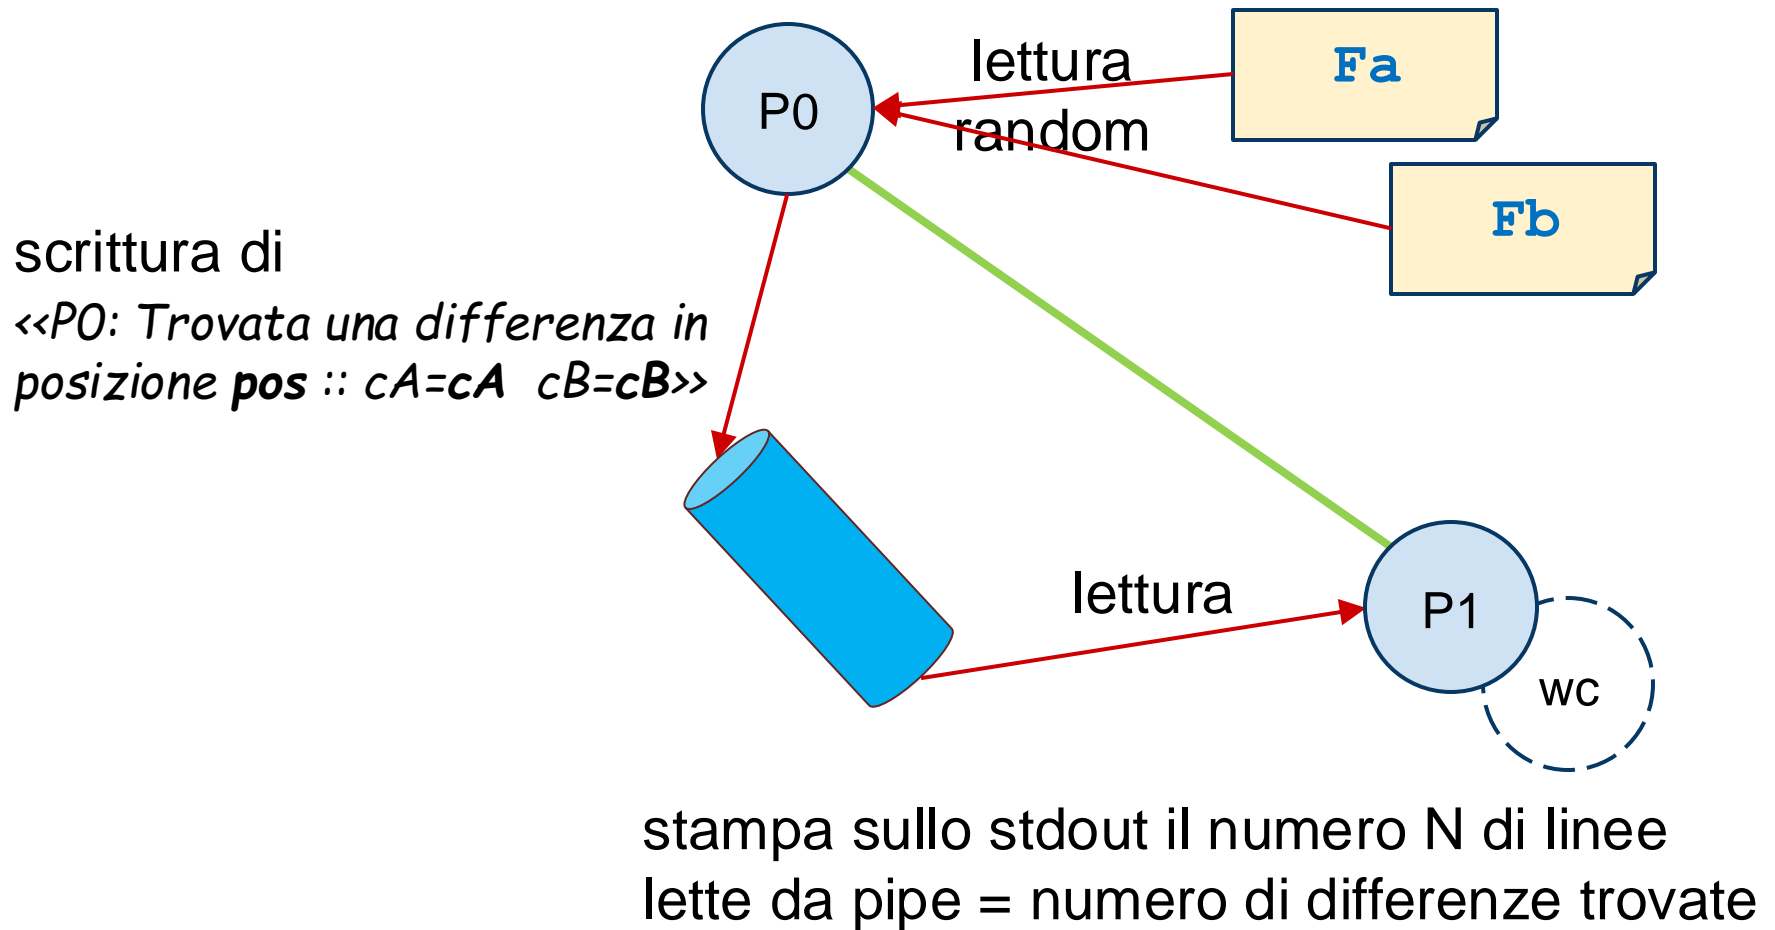 lettura
random
Fa
Fb
P0
scrittura di
<<P0: Trovata una differenza in
posizione pos :: cA=cA cB=cB>>
lettura
P1
wc
stampa sullo stdout il numero N di linee
lette da pipe = numero di differenze trovate